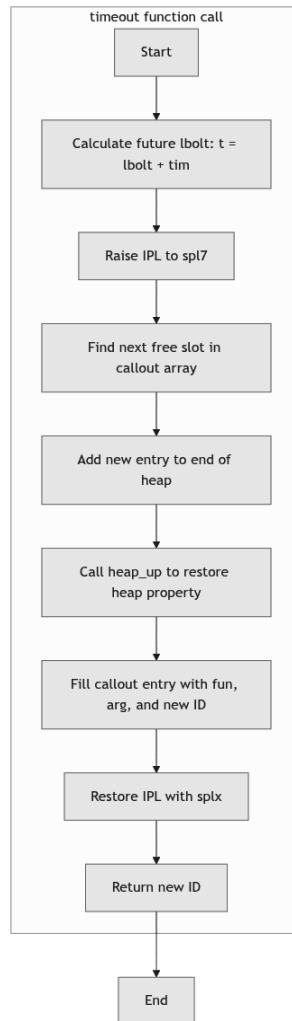 timeout function call
Start
Calculate future lbolt: t =
lbolt + tim
Raise IPL to spl7
Find next free slot in
callout array
Add new entry to end of
heap
Call heap_up to restore
heap property
Fill callout entry with fun,
arg, and new ID
Restore IPL with splx
Return new ID
End